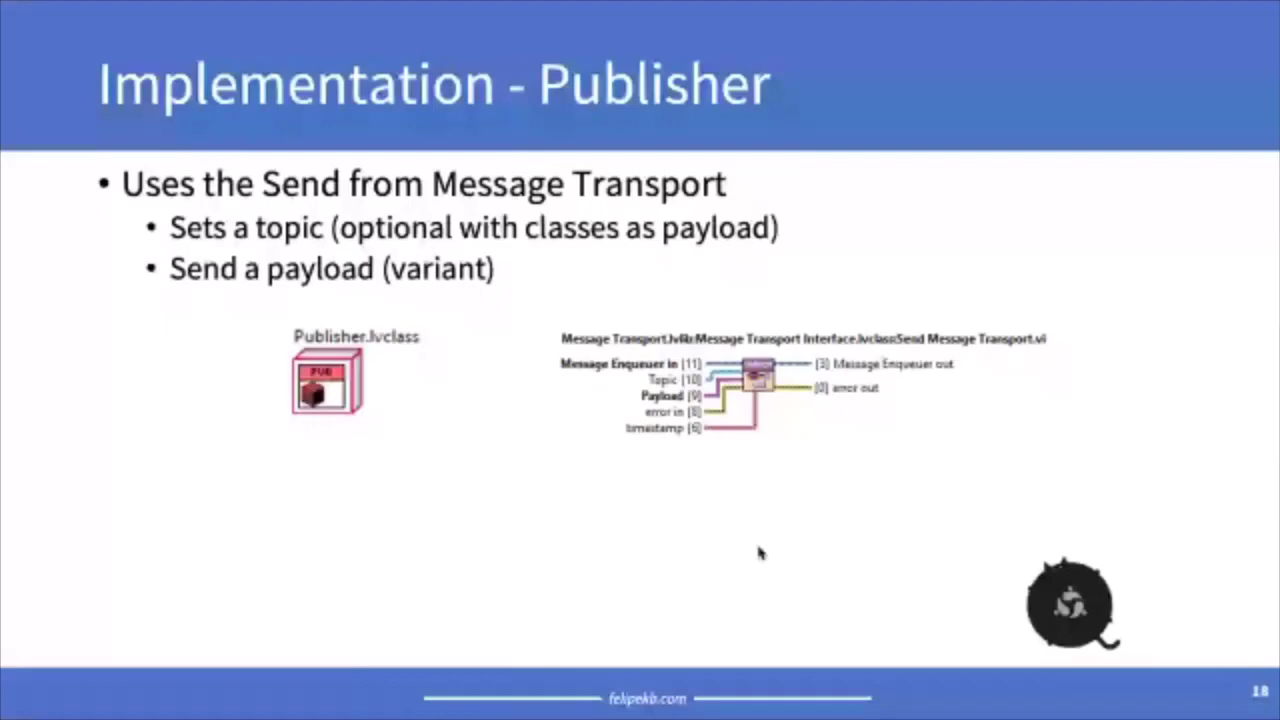 Implementation - Publisher
• Uses the Send from Message Transport
• Sets a topic (optional with classes as payload)
• Send a payload (variant)
Publisher.lvclass
PUB
Message Transport.lvlib:Message Transport Interface.lvclass:Send Message Transport.vi
Message Enqueuer in [11]
Topic [10]
Payload [9]
error in [8]
timestamp [6]
[3] Message Enqueuer out
[0] error out
felipekb.com
18